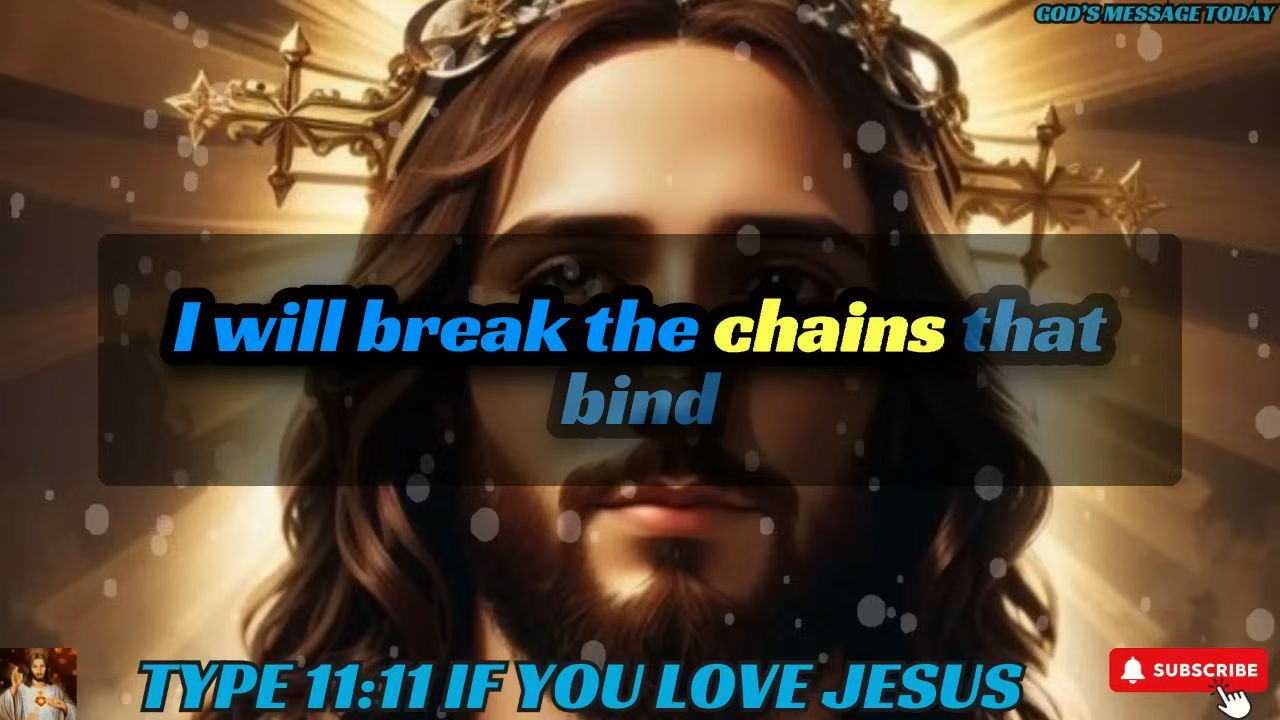 GOD'S MESSAGE TODAY
I will break the chains that
bind
TYPE 11:11 IF YOU LOVE JESUS
SUBSCRIBE